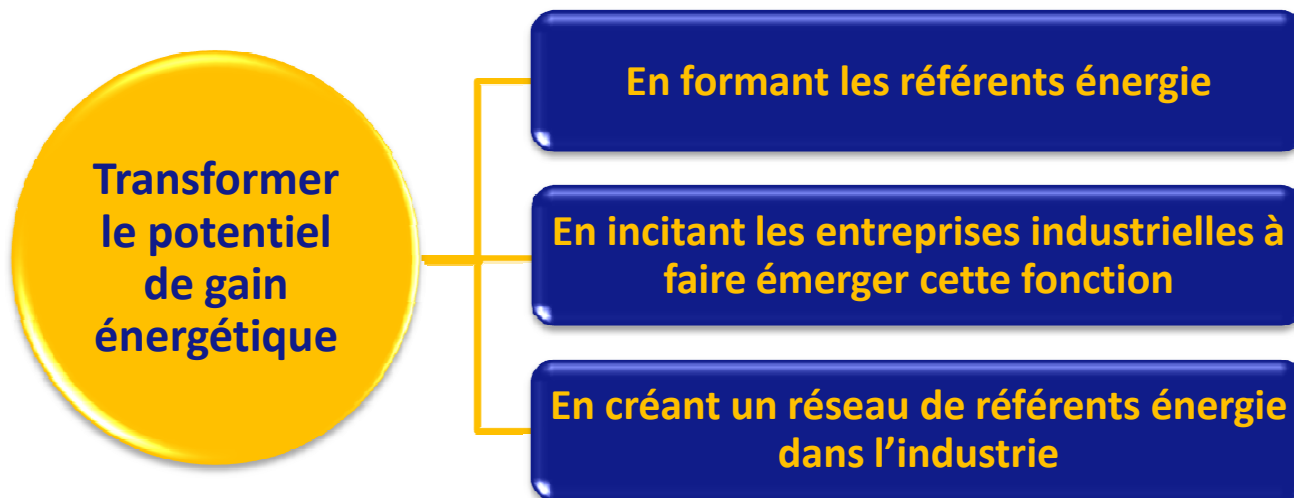 Transformer
le potentiel
de gain
énergétique
En formant les référents énergie
En incitant les entreprises industrielles à
faire émerger cette fonction
En créant un réseau de référents énergie
dans l’industrie